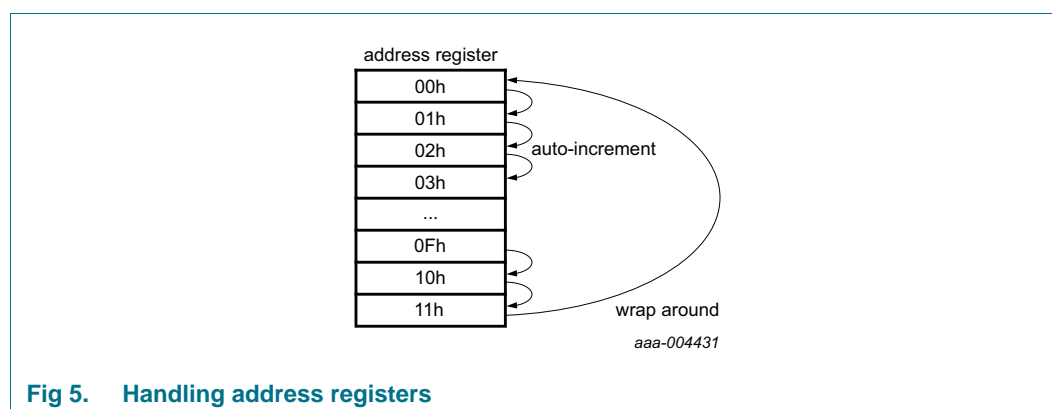 address register
00h
01h
02h
auto-increment
03h
...
0Fh
10h
11h
wrap around
aaa-004431
Fig 5. Handling address registers